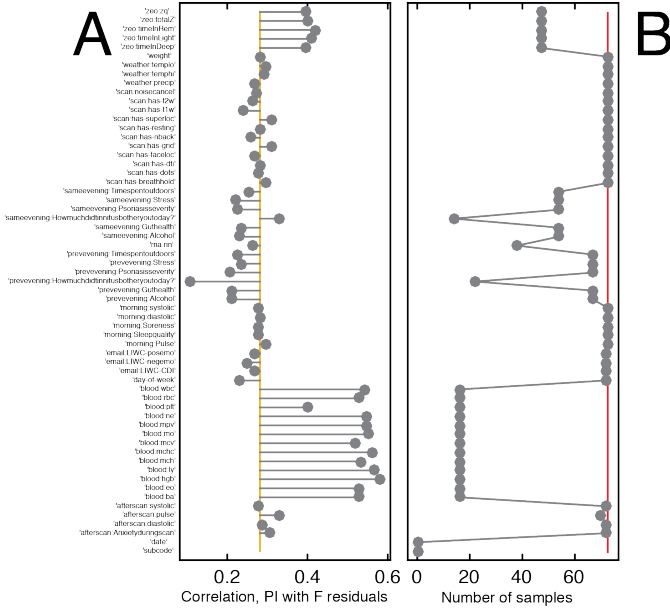 A
B
'zeo:zq'
'zeo:totalZ'
'zeo:timeInRem'
'zeo:timeInLight'
'zeo:timeInDeep'
'weight'
'weather:templo'
'weather:temphi'
'weather:precip'
'scan:noisecancel'
'scan:has-t2w'
'scan:has-t1w'
'scan:has-superloc'
'scan:has-resting'
'scan:has-nback'
'scan:has-grid'
'scan:has-faceloc'
'scan:has-dti'
'scan:has-dots'
'scan:has-breathhold'
'sameevening:Timespentoutdoors'
'sameevening:Stress'
'sameevening:Psoriasisseverity'
'sameevening:Howmuchdidtinnitusbotheryoutoday?'
'sameevening:Guthealth'
'sameevening:Alcohol'
'rna:rin'
'prevevening:Timespentoutdoors'
'prevevening:Stress'
'prevevening:Psoriasisseverity'
'prevevening:Howmuchdidtinnitusbotheryoutoday?'
'prevevening:Guthealth'
'prevevening:Alcohol'
'morning:systolic'
'morning:diastolic'
'morning:Soreness'
'morning:Sleepquality'
'morning:Pulse'
'email:LIWC-posemo'
'email:LIWC-negemo'
'email:LIWC-CDI'
'day-of-week'
'blood:wbc'
'blood:rbc'
'blood:plt'
'blood:ne'
'blood:mpv'
'blood:mo'
'blood:mcv'
'blood:mchc'
'blood:mch'
'blood:ly'
'blood:hgb'
'blood:eo'
'blood:ba'
'afterscan:systolic'
'afterscan:pulse'
'afterscan:diastolic'
'afterscan:Anxietyduringscan'
'date'
'subcode'
0.2 0.4 0.6
Correlation, PI with F residuals
0 20 40 60
Number of samples